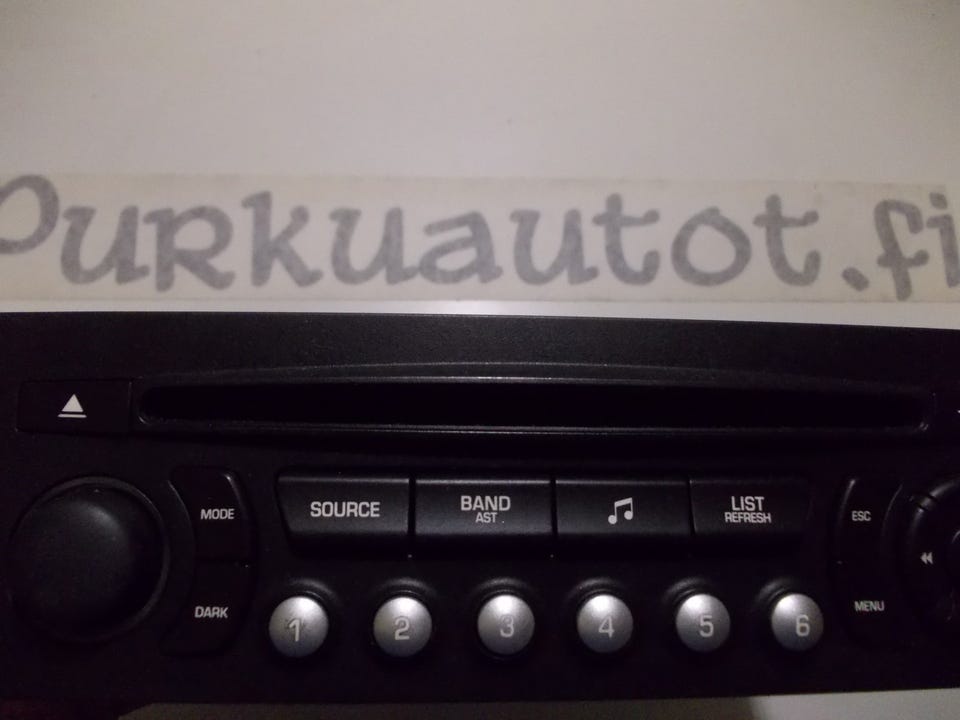 Purkuautot.fi
MODE
SOURCE
BAND
AST
LIST
REFRESH
ESC
DARK
MENU
1 2 3 4 5 6